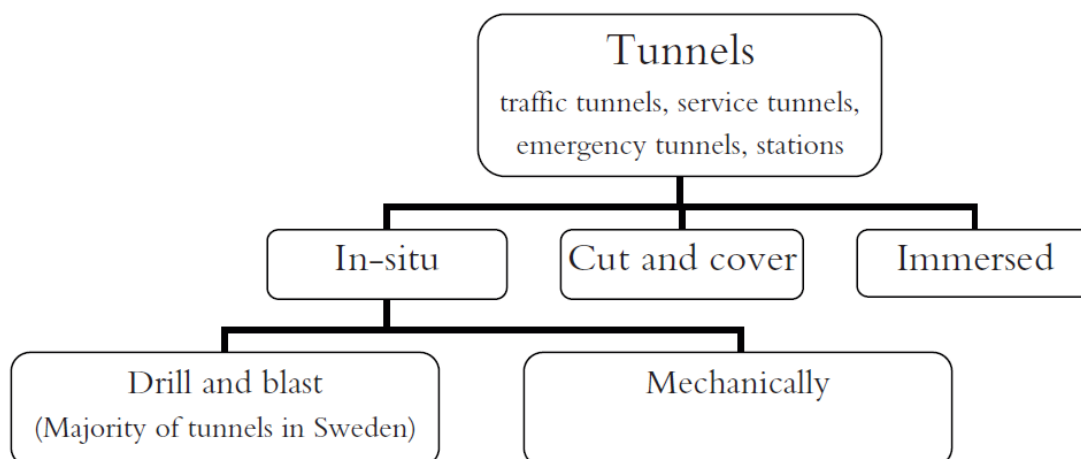 Tunnels
traffic tunnels, service tunnels,
emergency tunnels, stations
In-situ
Cut and cover
Immersed
Drill and blast
(Majority of tunnels in Sweden)
Mechanically